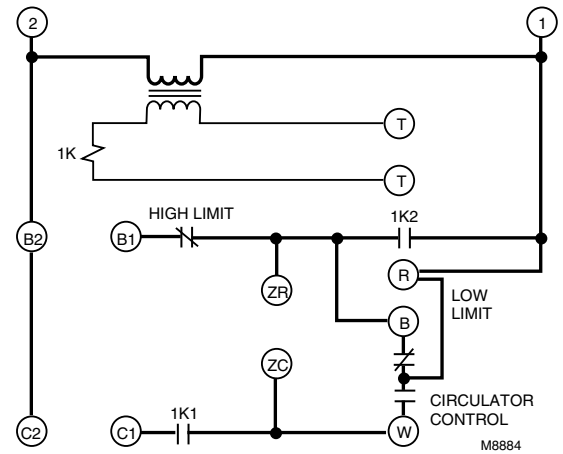 2
1
T
1K
T
HIGH LIMIT
1K2
B2
B1
R
ZR
LOW
LIMIT
B
ZC
CIRCULATOR
CONTROL
1K1
C2
C1
W
M8884